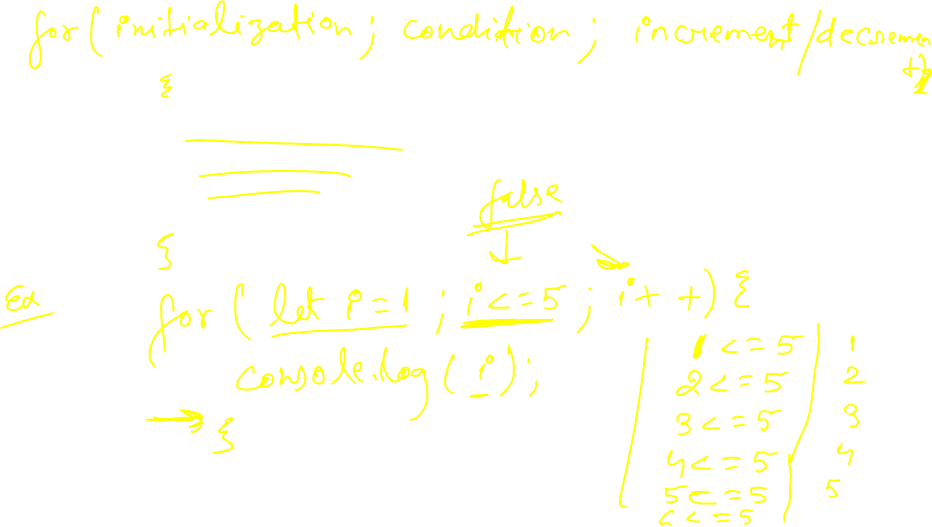 for( initialization; condition; increment/decremen
t)
{
}
false
Ex
for( let i=1; i<=5; i++) {
console.log(i);
}
1<=5 1
2<=5 2
3<=5 3
4<=5 4
5<=5 5
6<=5